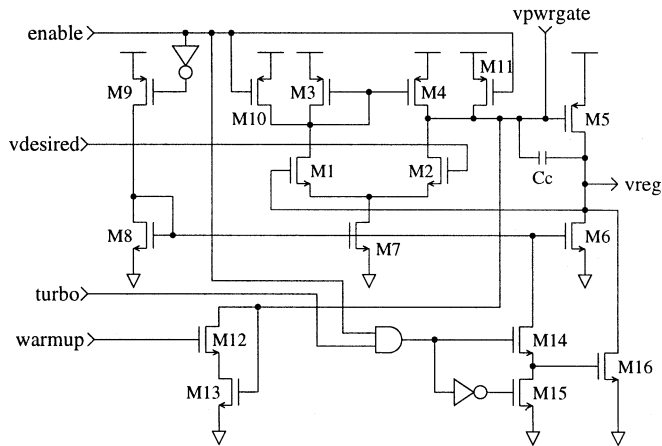 vpwrgate
enable
M9
M10
M3
M4
M11
M5
vdesired
M1
M2
Cc
vreg
M8
M7
M6
turbo
warmup
M12
M14
M16
M13
M15